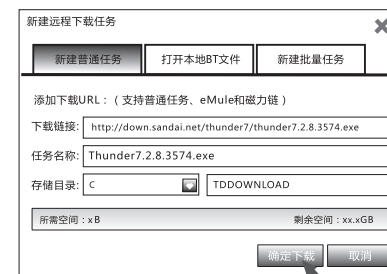 新建远程下载任务
新建普通任务 打开本地BT文件 新建批量任务
添加下载URL：（支持普通任务、eMule和磁力链）
下载链接: http://down.sandai.net/thunder7/thunder7.2.8.3574.exe
任务名称: Thunder7.2.8.3574.exe
存储目录: C TDDOWNLOAD
所需空间：xB 剩余空间：xx.xGB
确定下载 取消